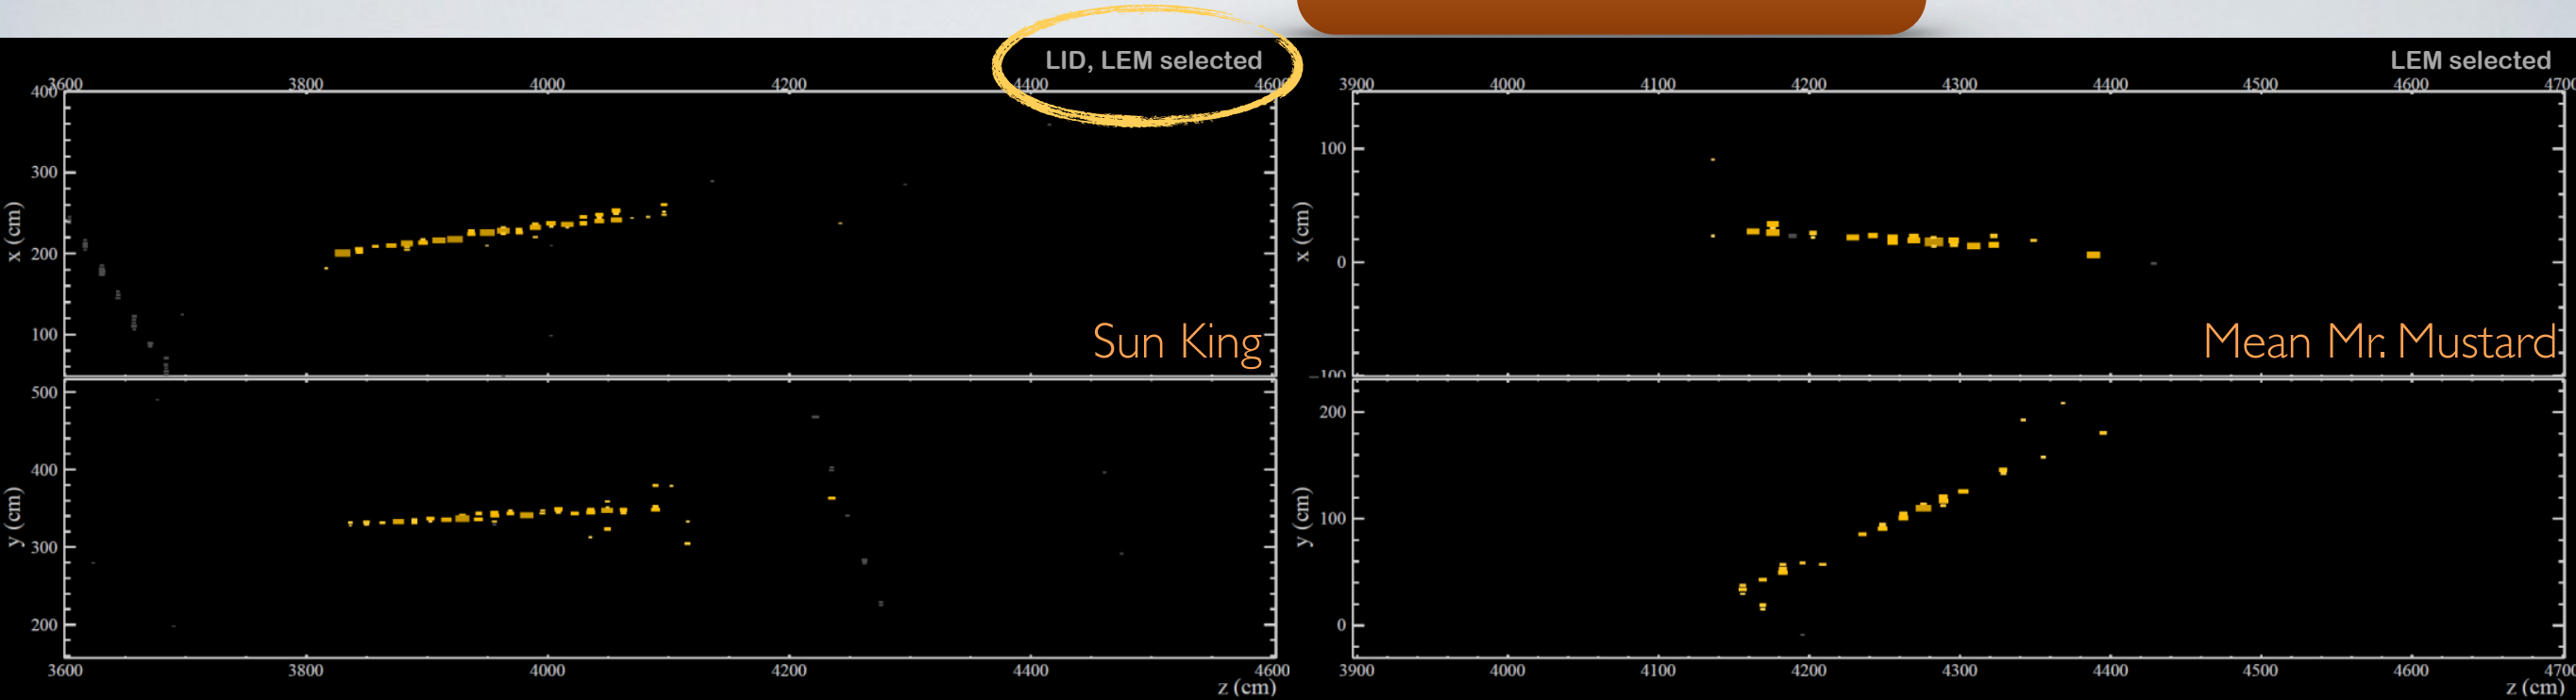 LID, LEM selected
LEM selected
3600 3800 4000 4200 4400 4600
3900 4000 4100 4200 4300 4400 4500 4600 4700
400
300
200
100
x (cm)
Sun King
100
0
-100
x (cm)
Mean Mr. Mustard
500
400
300
200
y (cm)
3600 3800 4000 4200 4400 4600
z (cm)
200
100
0
y (cm)
3900 4000 4100 4200 4300 4400 4500 4600 4700
z (cm)